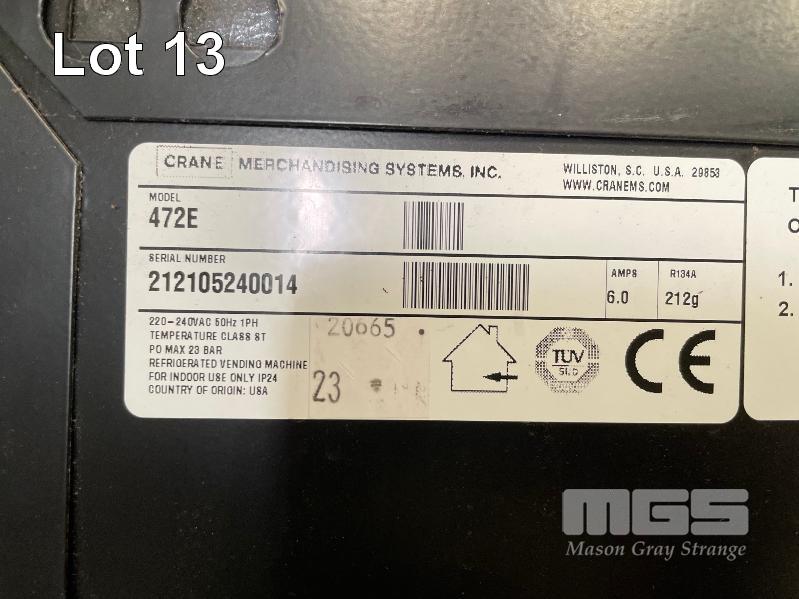 Lot 13
CRANE MERCHANDISING SYSTEMS, INC.
WILLISTON, S.C. U.S.A. 29853
WWW.CRANEMS.COM
MODEL
472E
SERIAL NUMBER
212105240014
AMPS
6.0
R134A
212g
220-240VAC 50Hz 1PH
TEMPERATURE CLASS 8T
PO MAX 23 BAR
REFRIGERATED VENDING MACHINE
FOR INDOOR USE ONLY IP24
COUNTRY OF ORIGIN: USA
20665
23
TUV
CE
T
O
1.
2.
MGS
Mason Gray Strange